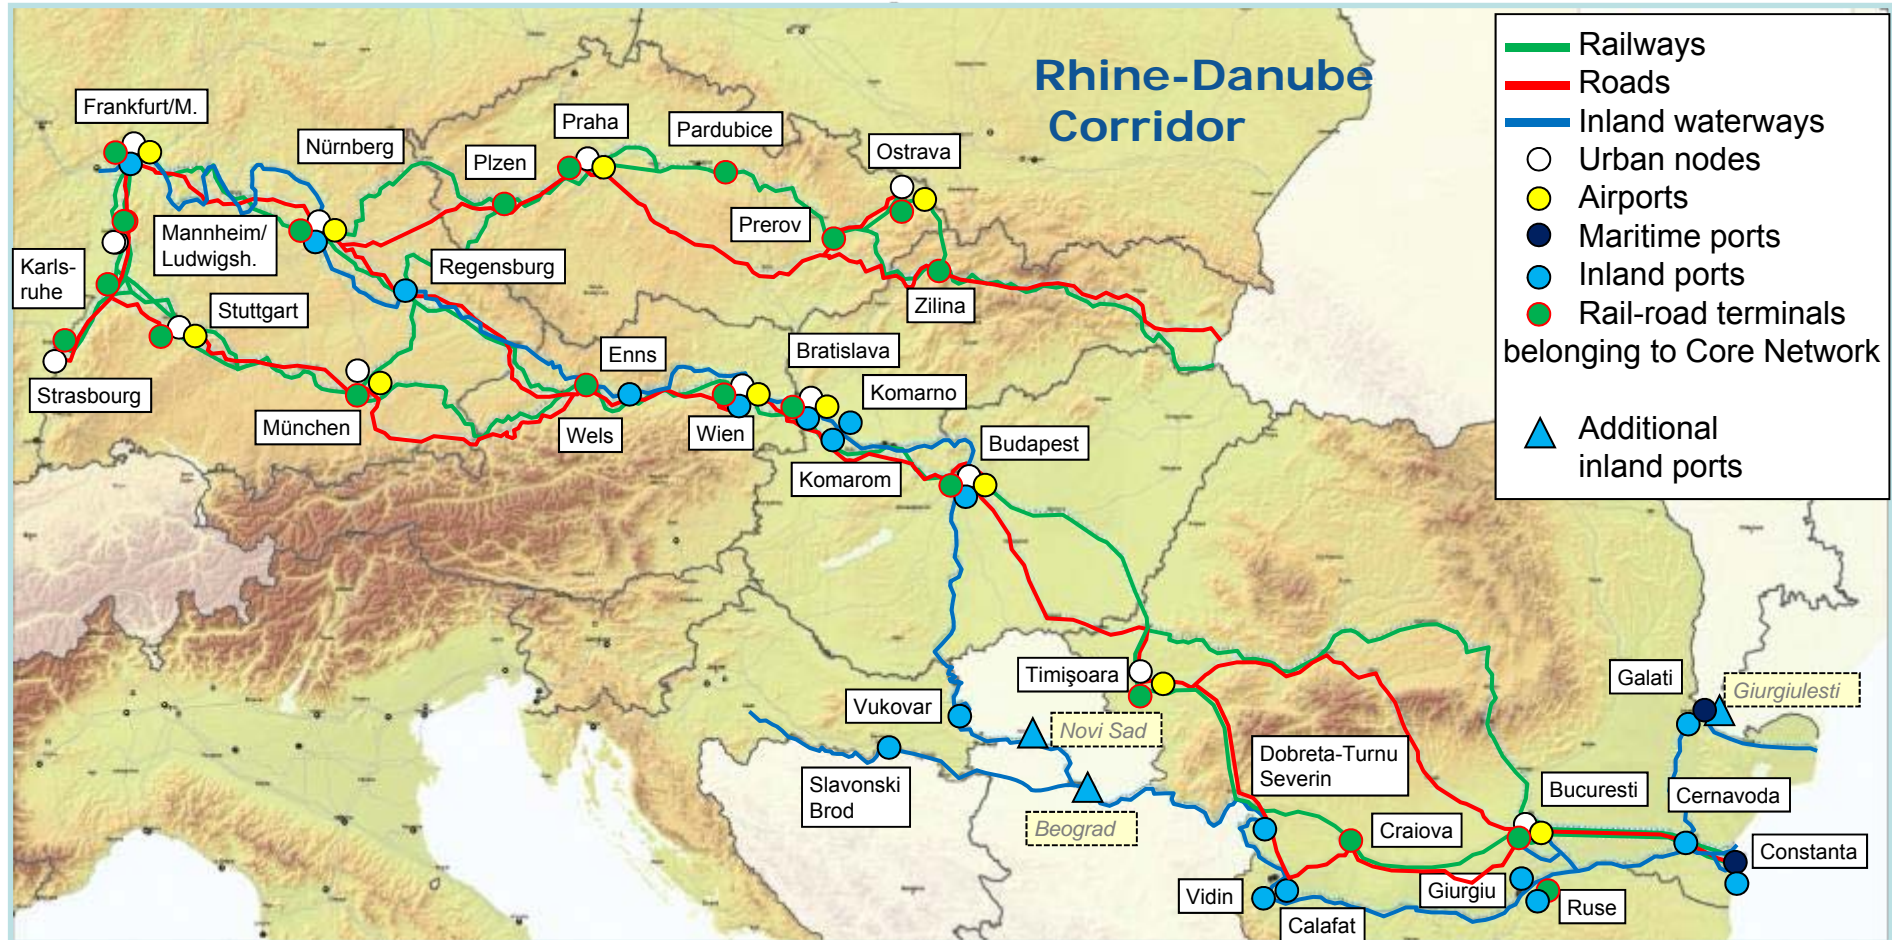 Rhine-Danube
Corridor
Railways
Roads
Inland waterways
Urban nodes
Airports
Maritime ports
Inland ports
Rail-road terminals
belonging to Core Network
Additional
inland ports
Frankfurt/M.
Nürnberg
Praha
Pardubice
Plzen
Ostrava
Mannheim/
Ludwigsh.
Prerov
Karls-
ruhe
Regensburg
Stuttgart
Zilina
Strasbourg
Enns
Bratislava
Komarno
München
Wels
Wien
Budapest
Komarom
Timişoara
Vukovar
Novi Sad
Galati
Giurgiulesti
Slavonski
Brod
Dobreta-Turnu
Severin
Bucuresti
Cernavoda
Beograd
Craiova
Constanta
Vidin
Calafat
Giurgiu
Ruse